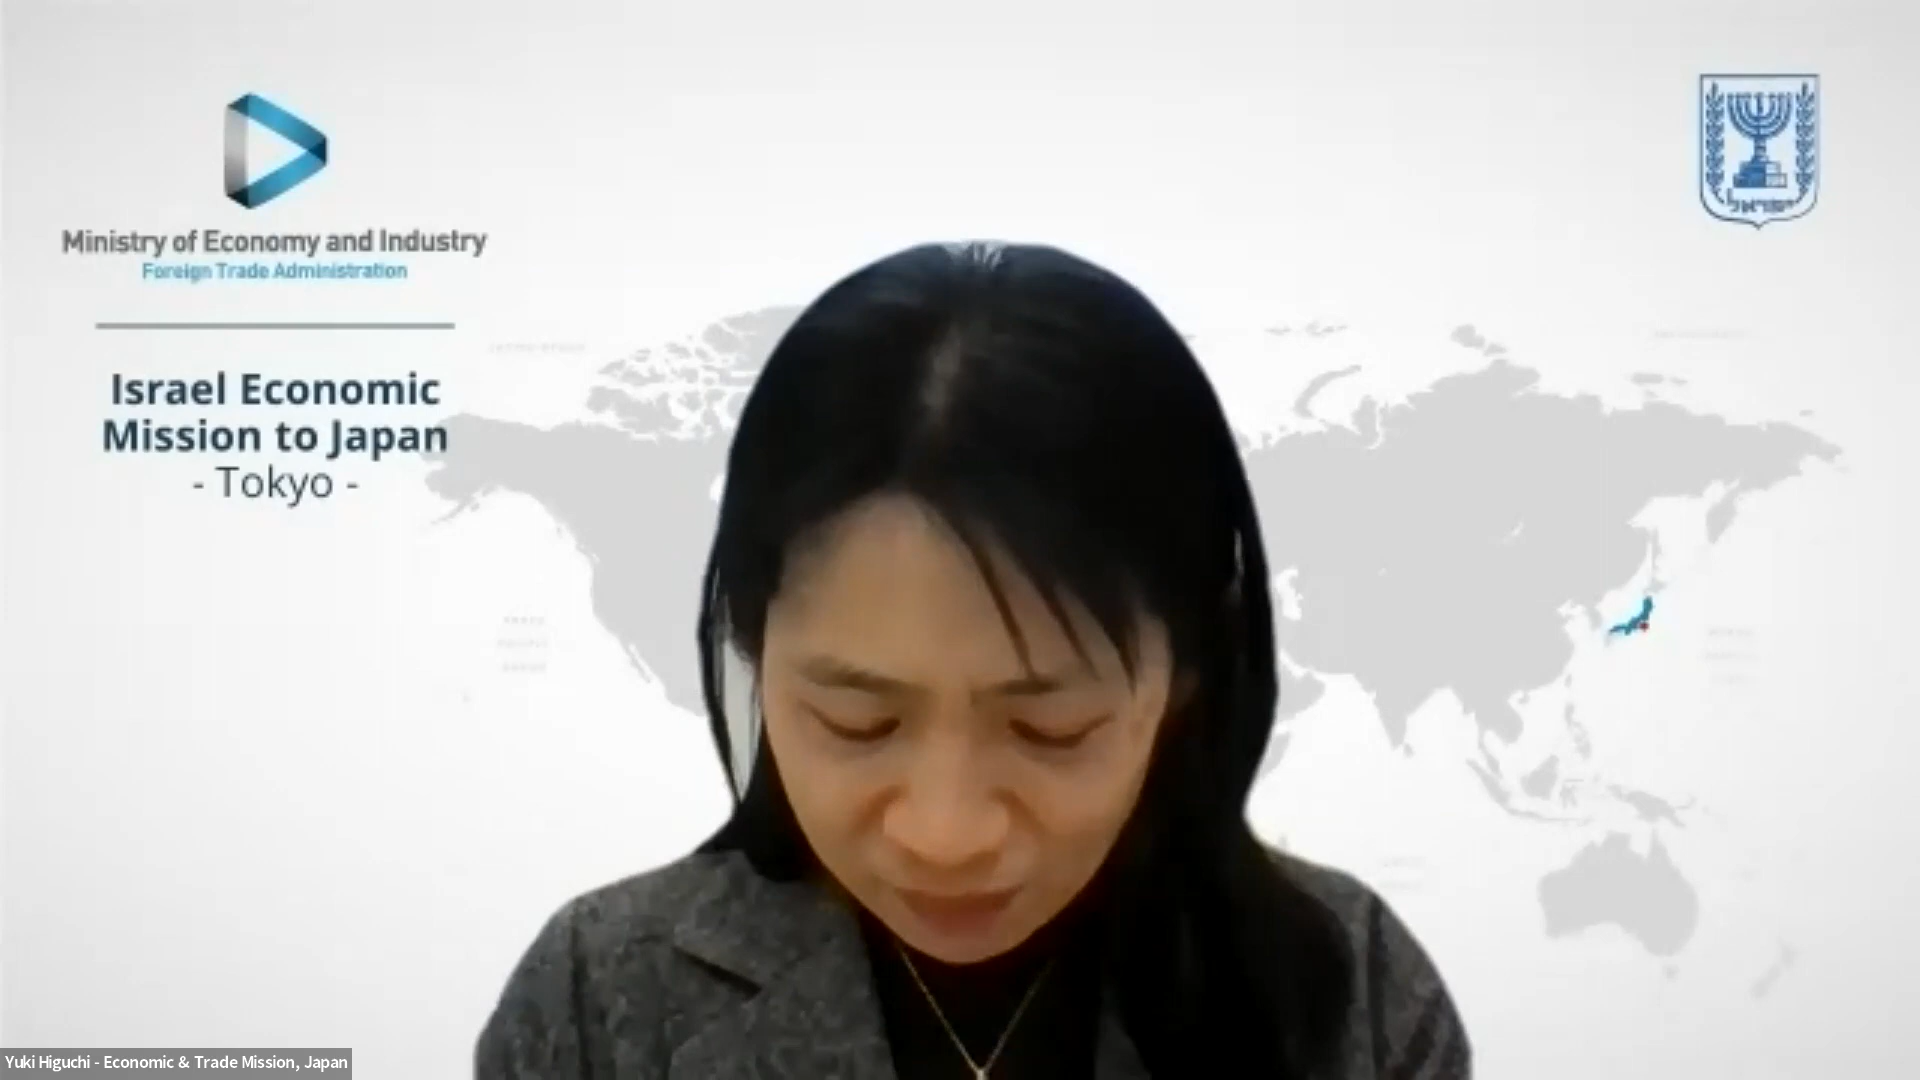 Ministry of Economy and Industry
Foreign Trade Administration
Israel Economic
Mission to Japan
- Tokyo -
ישראל
Yuki Higuchi - Economic & Trade Mission, Japan